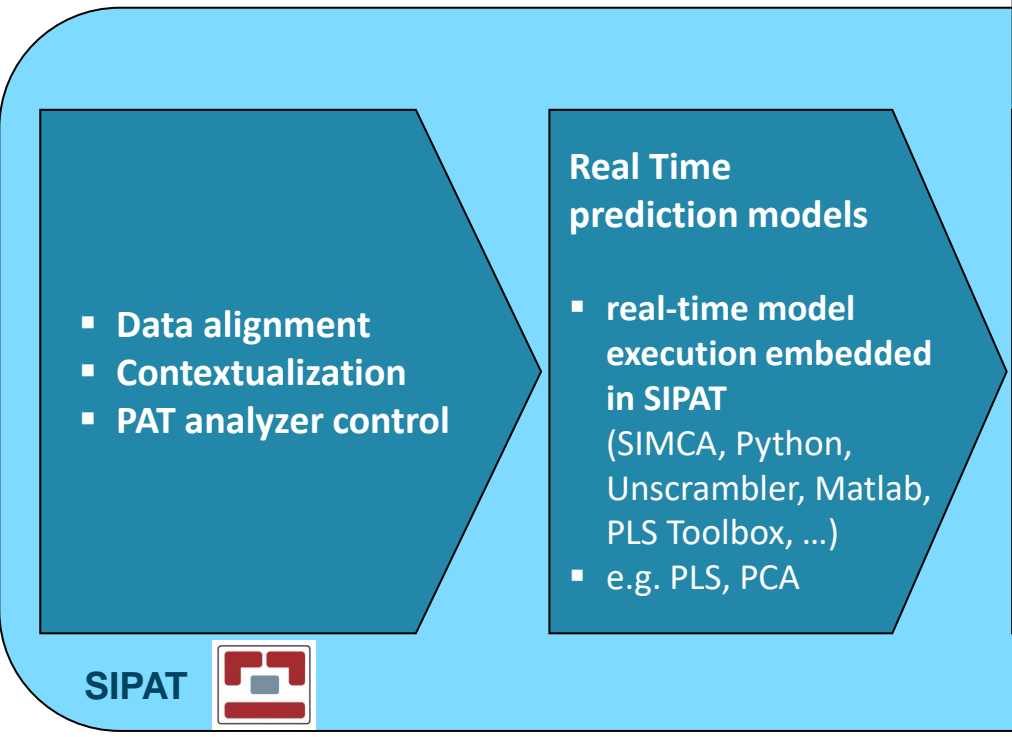 ▪ Data alignment
▪ Contextualization
▪ PAT analyzer control
Real Time
prediction models
▪ real-time model
execution embedded
in SIPAT
(SIMCA, Python,
Unscrambler, Matlab,
PLS Toolbox, …)
▪ e.g. PLS, PCA
SIPAT